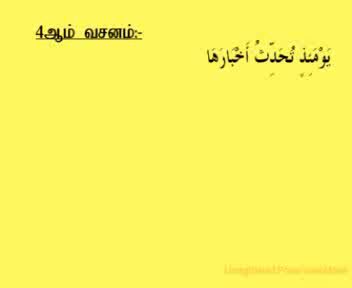 4ஆம் வசனம்:-
يَوْمَئِذٍ تُحَدِّثُ أَخْبَارَهَا